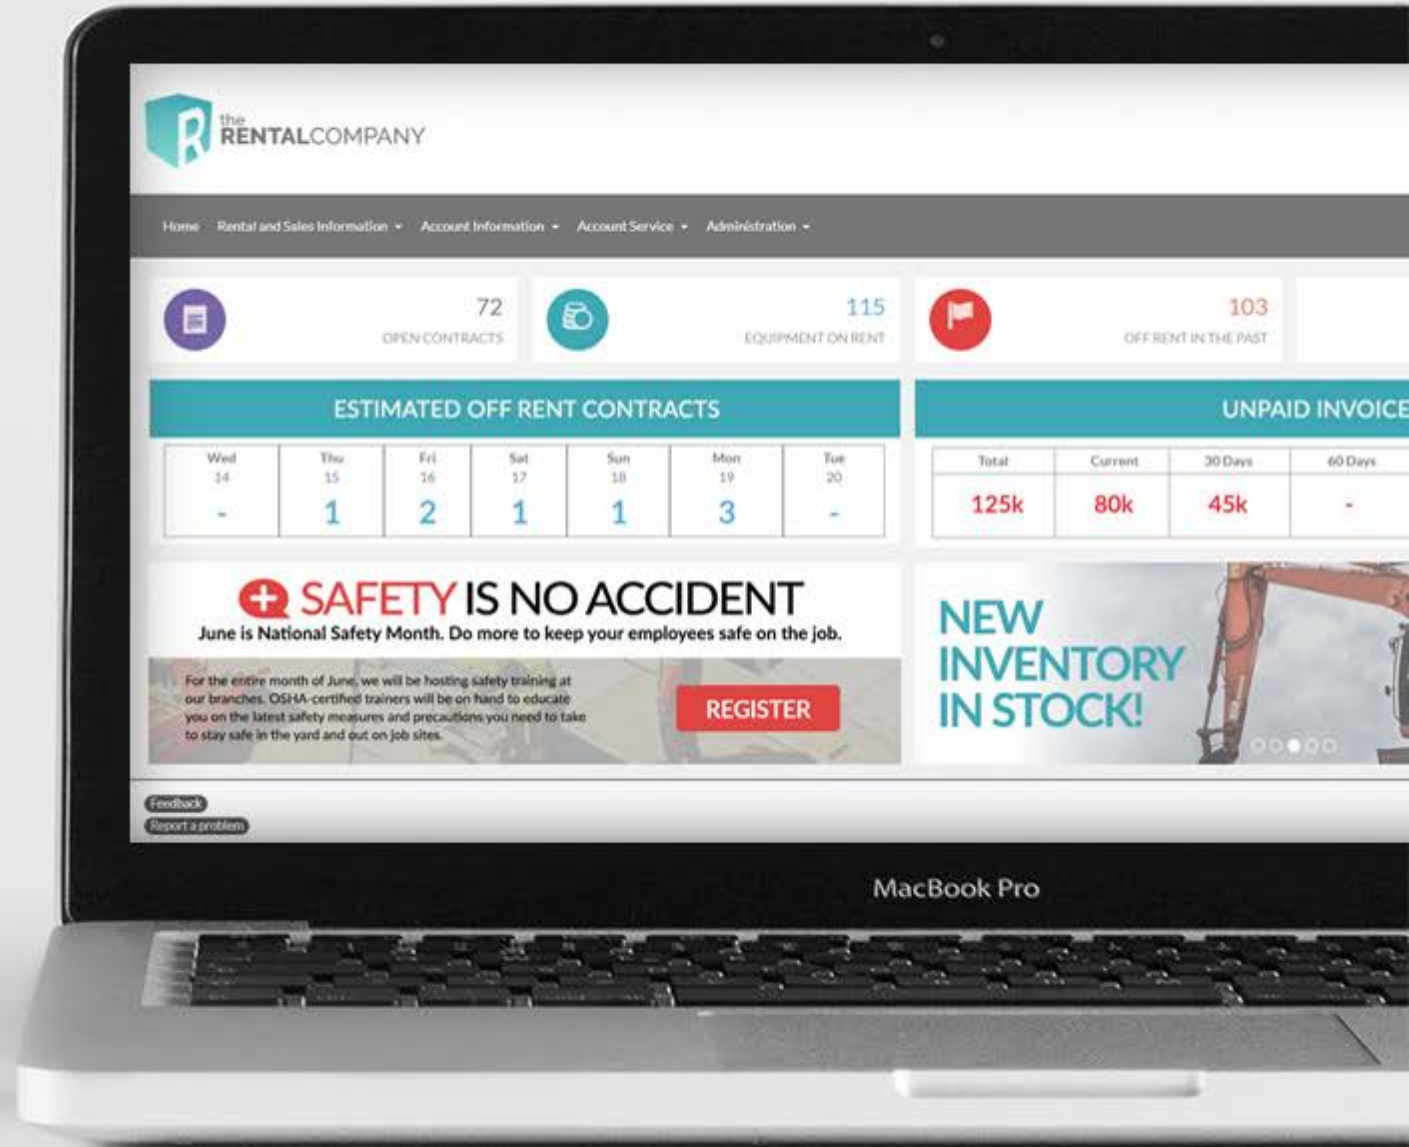 the
RENTALCOMPANY
Home Rental and Sales Information Account Information Account Service Administration
72
OPEN CONTRACTS
115
EQUIPMENT ON RENT
103
OFF RENT IN THE PAST
ESTIMATED OFF RENT CONTRACTS
Wed Thu Fri Sat Sun Mon Tue
14 15 16 17 18 19 20
- 1 2 1 1 3 -
UNPAID INVOICE
Total Current 30 Days 60 Days
125k 80k 45k -
SAFETY IS NO ACCIDENT
June is National Safety Month. Do more to keep your employees safe on the job.
For the entire month of June, we will be hosting safety training at
our branches. OSHA-certified trainers will be on hand to educate
you on the latest safety measures and precautions you need to take
to stay safe in the yard and out on job sites.
REGISTER
NEW
INVENTORY
IN STOCK!
Feedback
Report a problem
MacBook Pro